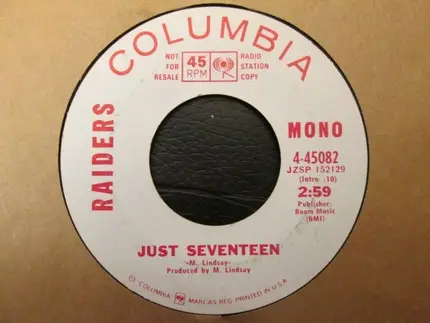 COLUMBIA
NOT FOR RESALE
45 RPM
RADIO STATION COPY
RAIDERS
MONO
4-45082
JZSP 152129
(Intro. :10)
2:59
Publisher:
Boom Music
(BMI)
JUST SEVENTEEN
-M. Lindsay-
Produced by M. Lindsay
© COLUMBIA MARCAS REG. PRINTED IN U.S.A.